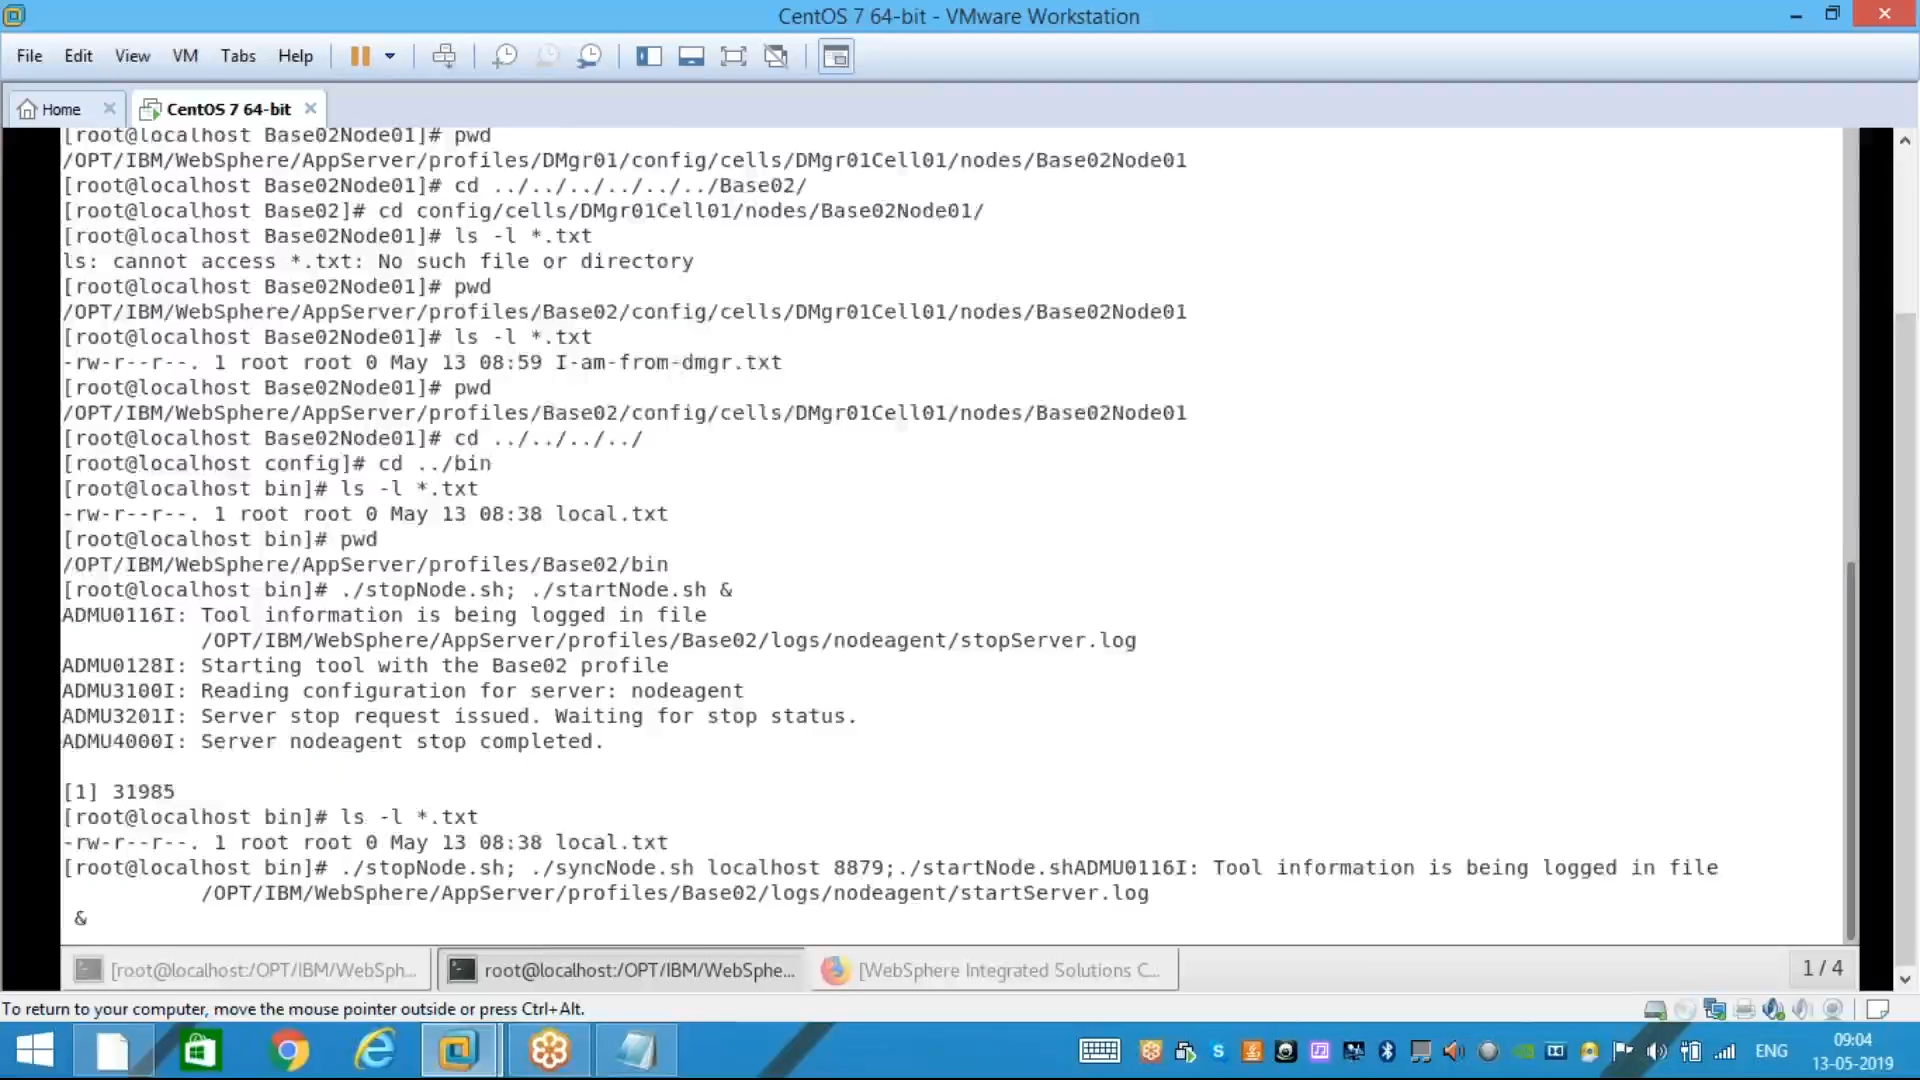 CentOS 7 64-bit - VMware Workstation
File Edit View VM Tabs Help
Home
CentOS 7 64-bit
[root@localhost Base02Node01]# pwd
/OPT/IBM/WebSphere/AppServer/profiles/DMgr01/config/cells/DMgr01Cell01/nodes/Base02Node01
[root@localhost Base02Node01]# cd ../../../../../../Base02/
[root@localhost Base02]# cd config/cells/DMgr01Cell01/nodes/Base02Node01/
[root@localhost Base02Node01]# ls -l *.txt
ls: cannot access *.txt: No such file or directory
[root@localhost Base02Node01]# pwd
/OPT/IBM/WebSphere/AppServer/profiles/Base02/config/cells/DMgr01Cell01/nodes/Base02Node01
[root@localhost Base02Node01]# ls -l *.txt
-rw-r--r--. 1 root root 0 May 13 08:59 I-am-from-dmgr.txt
[root@localhost Base02Node01]# pwd
/OPT/IBM/WebSphere/AppServer/profiles/Base02/config/cells/DMgr01Cell01/nodes/Base02Node01
[root@localhost Base02Node01]# cd ../../../../
[root@localhost config]# cd ../bin
[root@localhost bin]# ls -l *.txt
-rw-r--r--. 1 root root 0 May 13 08:38 local.txt
[root@localhost bin]# pwd
/OPT/IBM/WebSphere/AppServer/profiles/Base02/bin
[root@localhost bin]# ./stopNode.sh; ./startNode.sh &
ADMU0116I: Tool information is being logged in file
/OPT/IBM/WebSphere/AppServer/profiles/Base02/logs/nodeagent/stopServer.log
ADMU0128I: Starting tool with the Base02 profile
ADMU3100I: Reading configuration for server: nodeagent
ADMU3201I: Server stop request issued. Waiting for stop status.
ADMU4000I: Server nodeagent stop completed.
[1] 31985
[root@localhost bin]# ls -l *.txt
-rw-r--r--. 1 root root 0 May 13 08:38 local.txt
[root@localhost bin]# ./stopNode.sh; ./syncNode.sh localhost 8879;./startNode.shADMU0116I: Tool information is being logged in file
/OPT/IBM/WebSphere/AppServer/profiles/Base02/logs/nodeagent/startServer.log
&
[root@localhost:/OPT/IBM/WebSph...
root@localhost:/OPT/IBM/WebSphe...
[WebSphere Integrated Solutions C...
1 / 4
To return to your computer, move the mouse pointer outside or press Ctrl+Alt.
ENG
09:04
13-05-2019